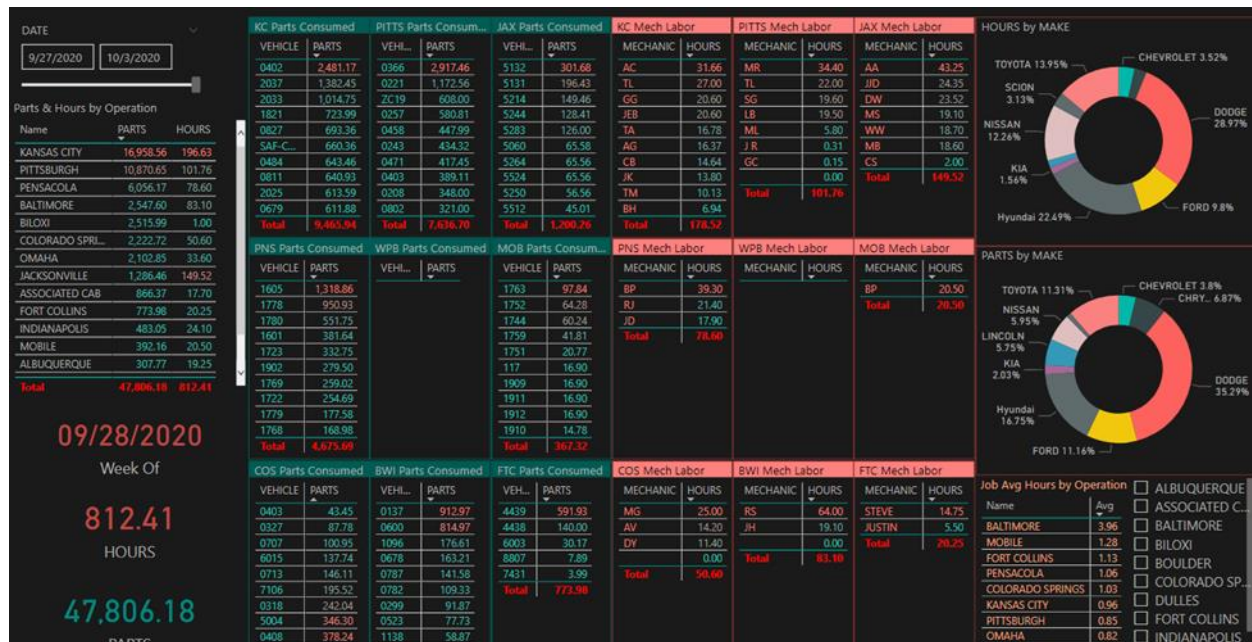 DATE
9/27/2020 10/3/2020
Parts & Hours by Operation
Name PARTS HOURS
KANSAS CITY 16,958.56 196.63
PITTSBURGH 10,870.65 101.76
PENSACOLA 6,056.17 78.60
BALTIMORE 2,547.60 83.10
BILOXI 2,515.99 1.00
COLORADO SPRI... 2,222.72 50.60
OMAHA 2,102.85 33.60
JACKSONVILLE 1,286.46 149.52
ASSOCIATED CAB 866.37 17.70
FORT COLLINS 773.98 20.25
INDIANAPOLIS 483.05 24.10
MOBILE 392.16 20.50
ALBUQUERQUE 307.77 19.25
Total 47,806.18 812.41
09/28/2020
Week Of
812.41
HOURS
47,806.18
PARTS
KC Parts Consumed
VEHICLE PARTS
0402 2,481.17
2037 1,382.45
2033 1,014.75
1821 723.99
0827 693.36
SAF-C... 660.36
0484 643.46
0811 640.93
2025 613.59
0679 611.88
Total 9,465.94
PITTS Parts Consum...
VEHI... PARTS
0366 2,917.46
0221 1,172.56
ZC19 608.00
0257 580.81
0458 447.99
0243 434.32
0471 417.45
0403 389.11
0208 348.00
0802 321.00
Total 7,636.70
JAX Parts Consumed
VEHI... PARTS
5132 301.68
5131 196.43
5214 149.46
5244 128.41
5283 126.00
5060 65.58
5264 65.56
5524 65.56
5250 56.56
5512 45.01
Total 1,200.26
KC Mech Labor
MECHANIC HOURS
AC 31.66
TL 27.00
GG 20.60
JEB 20.60
TA 16.78
AG 16.37
CB 14.64
JK 13.80
TM 10.13
BH 6.94
Total 178.52
PITTS Mech Labor
MECHANIC HOURS
MR 34.40
TL 22.00
SG 19.60
LB 19.50
ML 5.80
J R 0.31
GC 0.15
0.00
Total 101.76
JAX Mech Labor
MECHANIC HOURS
AA 43.25
JJD 24.35
DW 23.52
MS 19.10
WW 18.70
MB 18.60
CS 2.00
Total 149.52
HOURS by MAKE
CHEVROLET 3.52%
DODGE
28.97%
FORD 9.8%
Hyundai 22.49%
KIA
1.56%
NISSAN
12.26%
SCION
3.13%
TOYOTA 13.95%
PNS Parts Consumed
VEHICLE PARTS
1605 1,318.86
1778 950.93
1780 551.75
1601 381.64
1723 332.75
1902 279.50
1769 259.02
1722 254.69
1779 177.58
1768 168.98
Total 4,675.69
WPB Parts Consumed
VEHI... PARTS
MOB Parts Consum...
VEHICLE PARTS
1763 97.84
1752 64.28
1744 60.24
1759 41.81
1751 20.77
117 16.90
1909 16.90
1911 16.90
1912 16.90
1910 14.78
Total 367.32
PNS Mech Labor
MECHANIC HOURS
BP 39.30
RJ 21.40
JD 17.90
Total 78.60
WPB Mech Labor
MECHANIC HOURS
MOB Mech Labor
MECHANIC HOURS
BP 20.50
Total 20.50
PARTS by MAKE
CHEVROLET 3.8%
CHRY... 6.87%
DODGE
35.29%
FORD 11.16%
Hyundai
16.75%
KIA
2.03%
LINCOLN
5.75%
NISSAN
5.95%
TOYOTA 11.31%
COS Parts Consumed
VEHICLE PARTS
0403 43.45
0327 87.78
0707 100.95
6015 137.74
0713 146.11
7106 195.52
0318 242.04
5004 346.30
0408 378.24
BWI Parts Consumed
VEHI... PARTS
0137 912.97
0600 814.97
1096 176.61
0678 163.21
0787 141.58
0782 109.33
0299 91.87
0523 77.73
1138 58.87
FTC Parts Consumed
VEH... PARTS
4439 591.93
4438 140.00
6003 30.17
8807 7.89
7431 3.99
Total 773.98
COS Mech Labor
MECHANIC HOURS
MG 25.00
AV 14.20
DY 11.40
0.00
Total 50.60
BWI Mech Labor
MECHANIC HOURS
RS 64.00
JH 19.10
0.00
Total 83.10
FTC Mech Labor
MECHANIC HOURS
STEVE 14.75
JUSTIN 5.50
Total 20.25
Job Avg Hours by Operation
Name Avg
BALTIMORE 3.96
MOBILE 1.28
FORT COLLINS 1.13
PENSACOLA 1.06
COLORADO SPRINGS 1.03
KANSAS CITY 0.96
PITTSBURGH 0.85
OMAHA 0.82
ALBUQUERQUE
ASSOCIATED C...
BALTIMORE
BILOXI
BOULDER
COLORADO SP...
DULLES
FORT COLLINS
INDIANAPOLIS